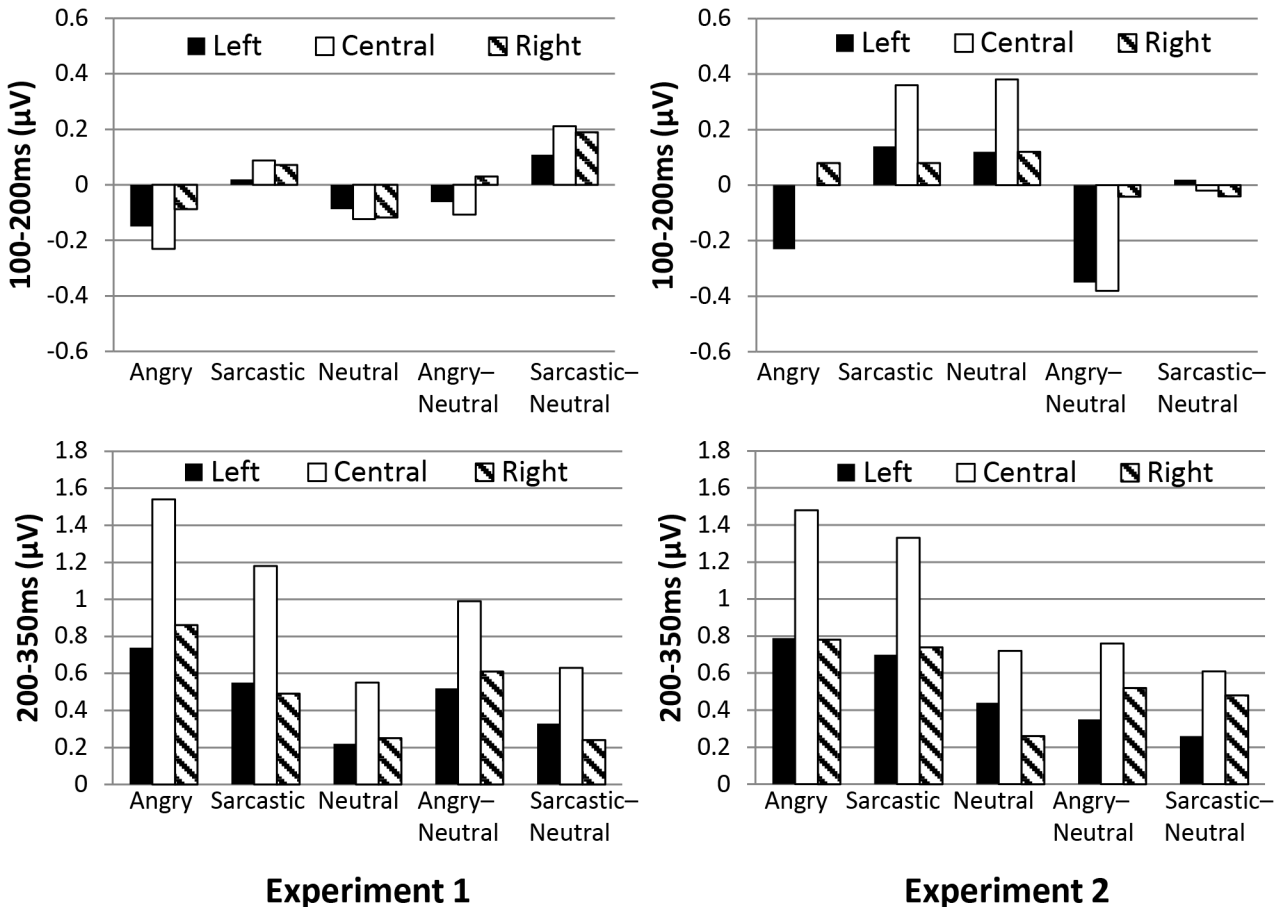 0.6
0.4
0.2
0
-0.2
-0.4
-0.6
100-200ms (µV)
Left Central Right
Angry Sarcastic Neutral Angry– Sarcastic–
Neutral Neutral
0.6
0.4
0.2
0
-0.2
-0.4
-0.6
100-200ms (µV)
Left Central Right
Angry Sarcastic Neutral Angry– Sarcastic–
Neutral Neutral
1.8
1.6
1.4
1.2
1
0.8
0.6
0.4
0.2
0
200-350ms (µV)
Left Central Right
Angry Sarcastic Neutral Angry– Sarcastic–
Neutral Neutral
1.8
1.6
1.4
1.2
1
0.8
0.6
0.4
0.2
0
200-350ms (µV)
Left Central Right
Angry Sarcastic Neutral Angry– Sarcastic–
Neutral Neutral
Experiment 1 Experiment 2